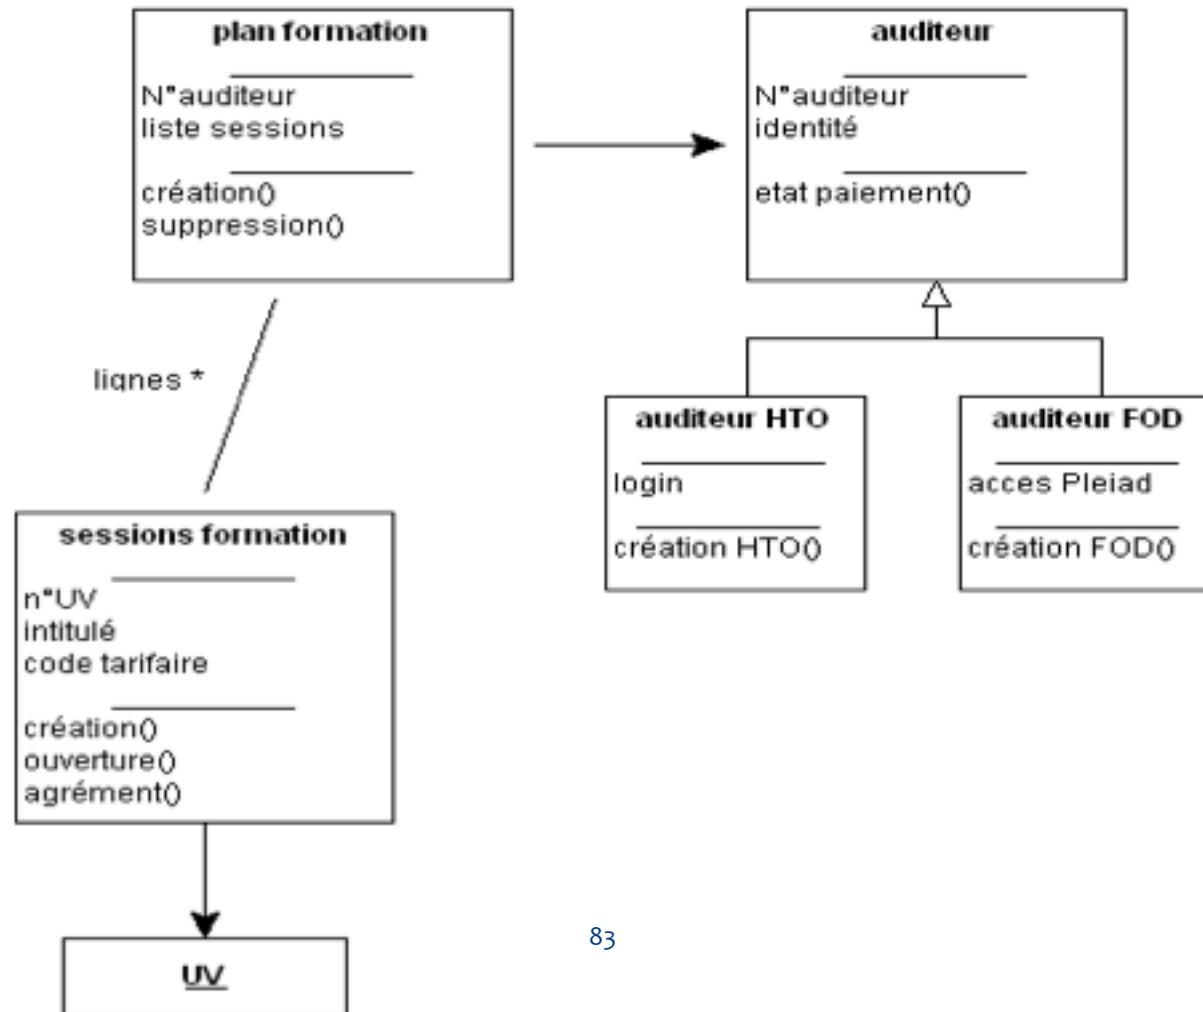 plan formation
N°auditeur
liste sessions
création()
suppression()
auditeur
N°auditeur
identité
etat paiement()
lignes *
auditeur HTO
login
création HTO()
auditeur FOD
acces Pleiad
création FOD()
sessions formation
n°UV
intitulé
code tarifaire
création()
ouverture()
agrément()
UV
83